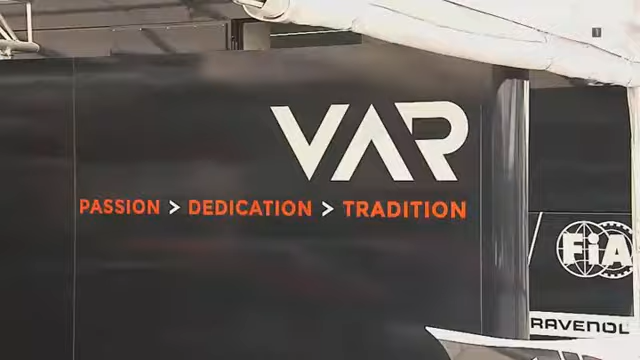 VAR
PASSION > DEDICATION > TRADITION
FiA
RAVENOL